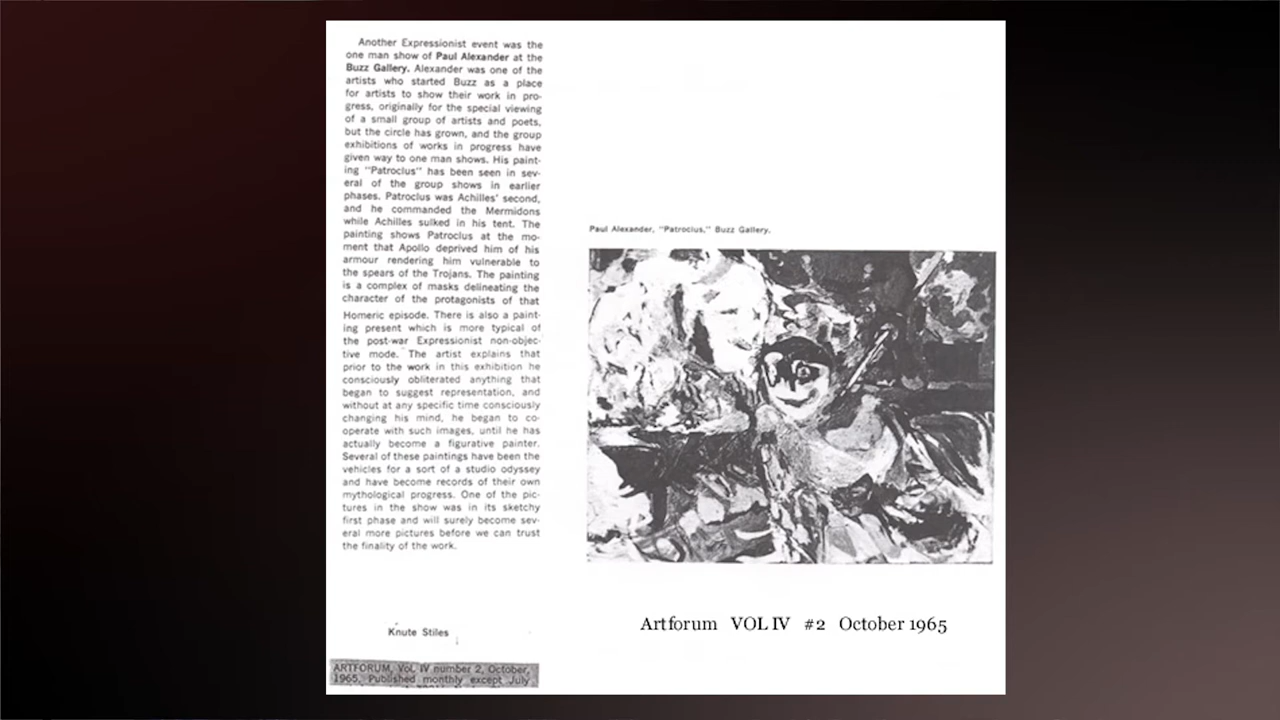 Another Expressionist event was the
one man show of Paul Alexander at the
Buzz Gallery. Alexander was one of the
artists who started Buzz as a place
for artists to show their work in pro-
gress, originally for the special viewing
of a small group of artists and poets,
but the circle has grown, and the group
exhibitions of works in progress have
given way to one man shows. His paint-
ing "Patroclus" has been seen in sev-
eral of the group shows in earlier
phases. Patroclus was Achilles' second,
and he commanded the Mermidons
while Achilles sulked in his tent. The
painting shows Patroclus at the mo-
ment that Apollo deprived him of his
armour rendering him vulnerable to
the spears of the Trojans. The painting
is a complex of masks delineating the
character of the protagonists of that
Homeric episode. There is also a paint-
ing present which is more typical of
the post-war Expressionist non-objec-
tive mode. The artist explains that
prior to the work in this exhibition he
consciously obliterated anything that
began to suggest representation, and
without at any specific time consciously
changing his mind, he began to co-
operate with such images, until he has
actually become a figurative painter.
Several of these paintings have been the
vehicles for a sort of a studio odyssey
and have become records of their own
mythological progress. One of the pic-
tures in the show was in its sketchy
first phase and will surely become sev-
eral more pictures before we can trust
the finality of the work.
Knute Stiles
ARTFORUM, Vol. IV number 2, October,
1965. Published monthly except July
Paul Alexander, "Patroclus," Buzz Gallery.
Artforum VOL IV #2 October 1965